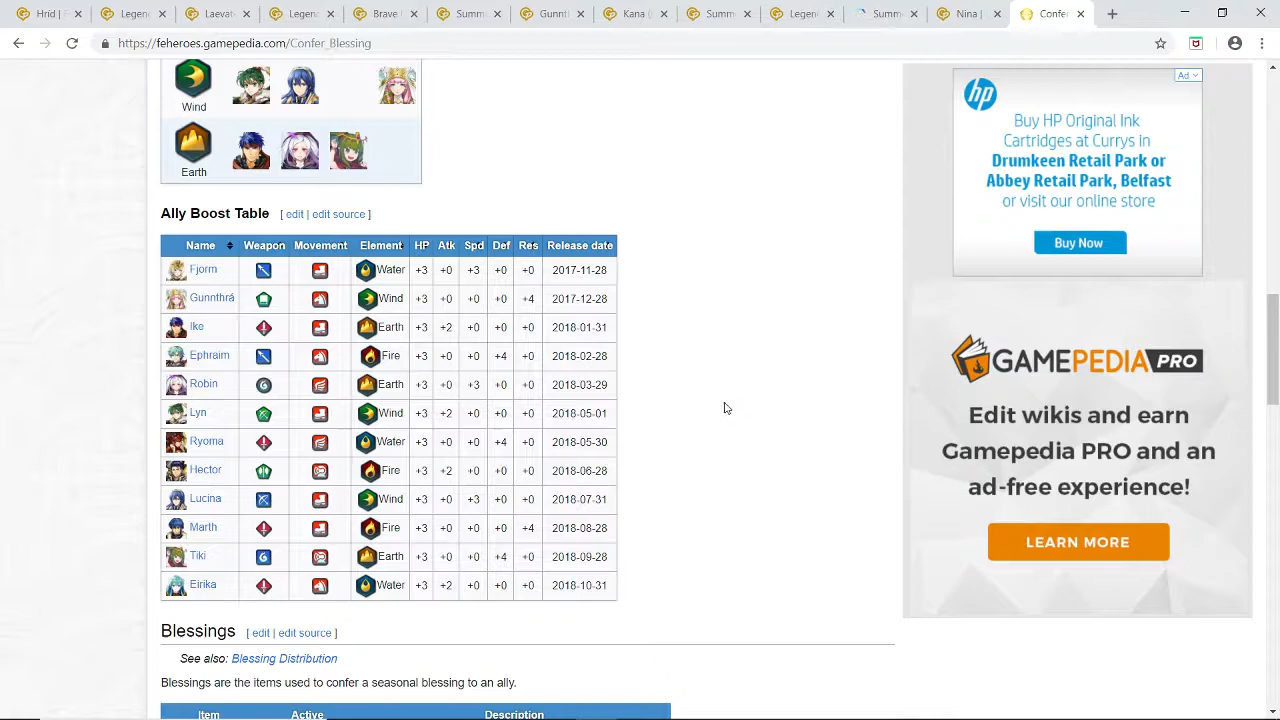 Hríd |
Legen
Laevat
Legend
Brave
Summ
Gunnt
Kana (
Summ
Legen
Summ
Nina |
Confer
https://feheroes.gamepedia.com/Confer_Blessing
Wind
Earth
Ally Boost Table [ edit | edit source ]
Name Weapon Movement Element HP Atk Spd Def Res Release date
Fjorm Water +3 +0 +3 +0 +0 2017-11-28
Gunnthrá Wind +3 +0 +0 +0 +4 2017-12-28
Ike Earth +3 +2 +0 +0 +0 2018-01-31
Ephraim Fire +3 +0 +0 +4 +0 2018-02-28
Robin Earth +3 +0 +3 +0 +0 2018-03-29
Lyn Wind +3 +2 +0 +0 +0 2018-05-01
Ryoma Water +3 +0 +0 +4 +0 2018-05-30
Hector Fire +3 +2 +0 +0 +0 2018-06-28
Lucina Wind +3 +0 +3 +0 +0 2018-07-31
Marth Fire +3 +0 +0 +0 +4 2018-08-28
Tiki Earth +3 +0 +0 +4 +0 2018-09-28
Eirika Water +3 +2 +0 +0 +0 2018-10-31
Blessings [ edit | edit source ]
See also: Blessing Distribution
Blessings are the items used to confer a seasonal blessing to an ally.
Item Active Description
Ad
hp
Buy HP Original Ink
Cartridges at Currys in
Drumkeen Retail Park or
Abbey Retail Park, Belfast
or visit our online store
Buy Now
GAMEPEDIA PRO
Edit wikis and earn
Gamepedia PRO and an
ad-free experience!
LEARN MORE